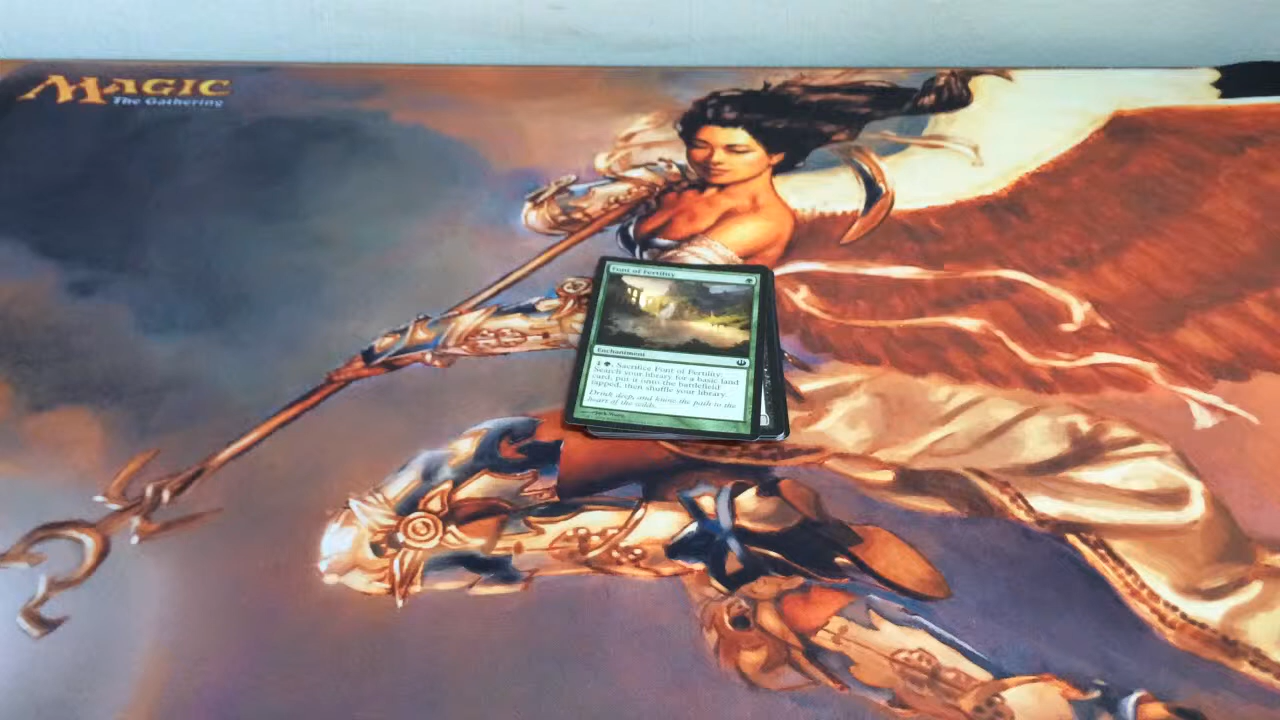 MAGIC
The Gathering
Font of Fertility
Enchantment
Sacrifice Font of Fertility:
Search your library for a basic land
card, put it onto the battlefield
tapped, then shuffle your library.
Drink deep, and know the path to the
heart of the wilds.